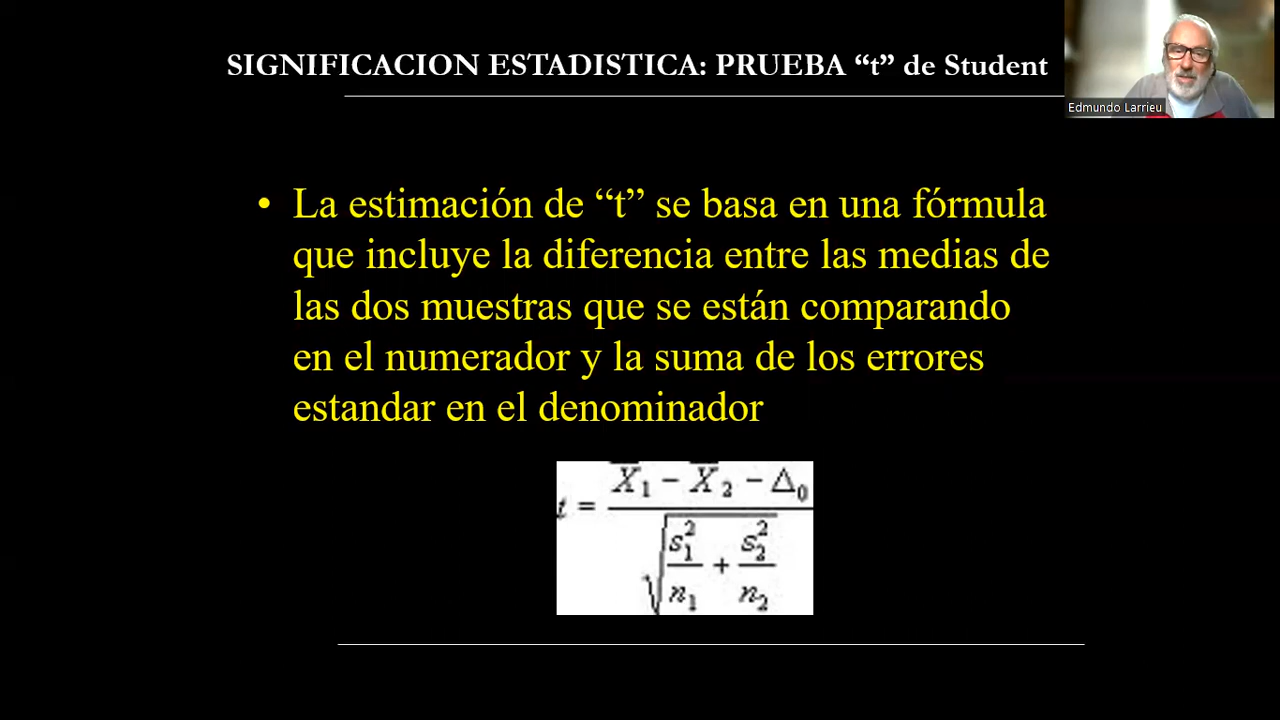 SIGNIFICACION ESTADISTICA: PRUEBA “t” de Student
Edmundo Larrieu
• La estimación de “t” se basa en una fórmula
que incluye la diferencia entre las medias de
las dos muestras que se están comparando
en el numerador y la suma de los errores
estandar en el denominador
t = (X̅₁ − X̅₂ − Δ₀) / √(s₁²/n₁ + s₂²/n₂)